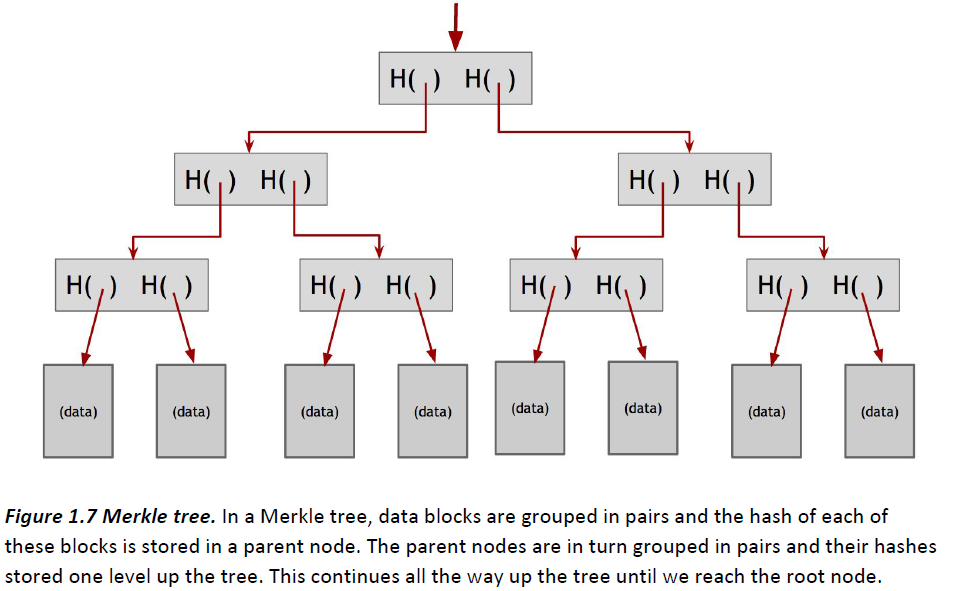 H( ) H( )
H( ) H( ) H( ) H( )
H( ) H( ) H( ) H( ) H( ) H( ) H( ) H( )
(data) (data) (data) (data) (data) (data) (data) (data)
Figure 1.7 Merkle tree. In a Merkle tree, data blocks are grouped in pairs and the hash of each of
these blocks is stored in a parent node. The parent nodes are in turn grouped in pairs and their hashes
stored one level up the tree. This continues all the way up the tree until we reach the root node.